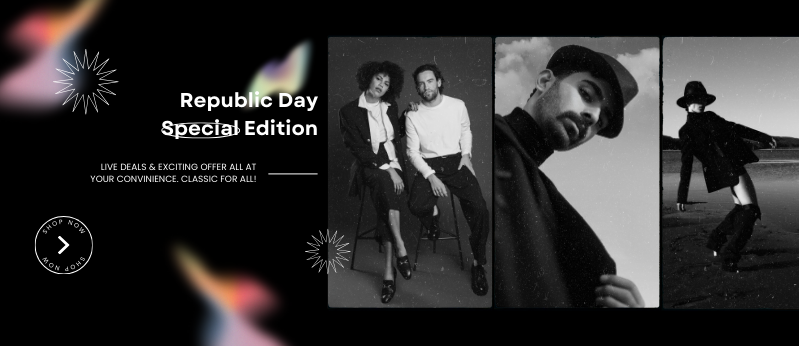 Republic Day
Special Edition
LIVE DEALS & EXCITING OFFER ALL AT
YOUR CONVINIENCE. CLASSIC FOR ALL!
SHOP NOW
SHOP NOW